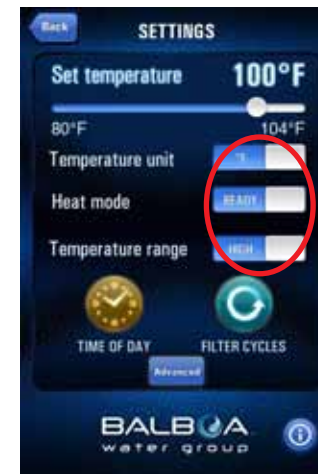 Back
SETTINGS
Set temperature 100°F
80°F 104°F
Temperature unit °F
Heat mode READY
Temperature range HIGH
TIME OF DAY FILTER CYCLES
Advanced
BALBOA
water group
i